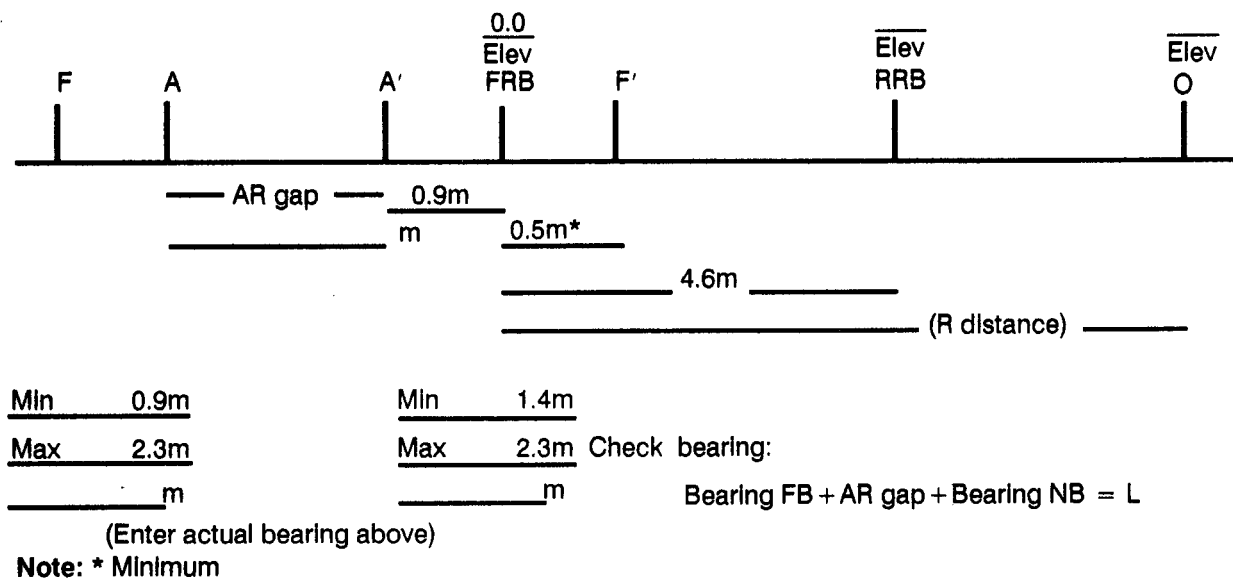 0.0
Elev Elev Elev
F A A′ FRB F′ RRB O
AR gap 0.9m
m 0.5m*
4.6m
(R distance)
Min 0.9m Min 1.4m
Max 2.3m Max 2.3m Check bearing:
m m Bearing FB + AR gap + Bearing NB = L
(Enter actual bearing above)
Note: * Minimum